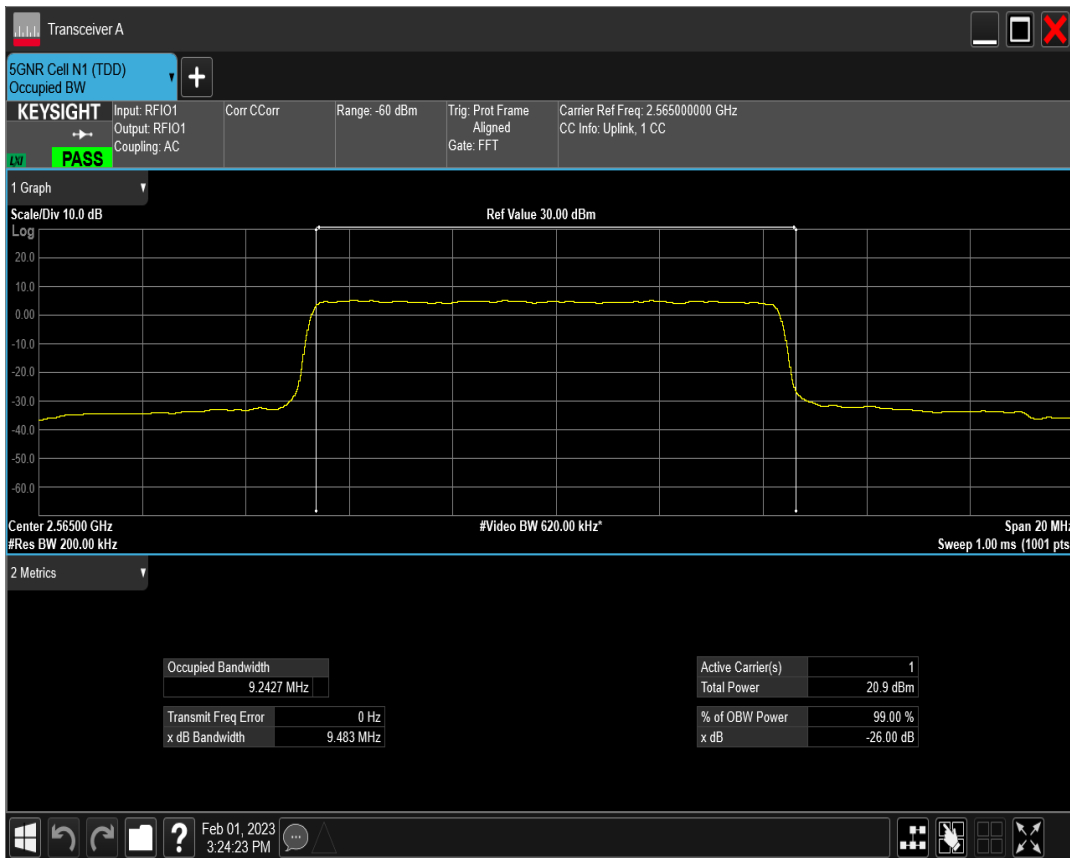 Transceiver A
5GNR Cell N1 (TDD)
Occupied BW
+
KEYSIGHT
LXI
PASS
Input: RFIO1
Output: RFIO1
Coupling: AC
Corr CCorr
Range: -60 dBm
Trig: Prot Frame
Aligned
Gate: FFT
Carrier Ref Freq: 2.565000000 GHz
CC Info: Uplink, 1 CC
1 Graph
Scale/Div 10.0 dB
Ref Value 30.00 dBm
Log
20.0
10.0
0.00
-10.0
-20.0
-30.0
-40.0
-50.0
-60.0
Center 2.56500 GHz
#Video BW 620.00 kHz*
Span 20 MHz
#Res BW 200.00 kHz
Sweep 1.00 ms (1001 pts
2 Metrics
Occupied Bandwidth
9.2427 MHz
Transmit Freq Error 0 Hz
x dB Bandwidth 9.483 MHz
Active Carrier(s) 1
Total Power 20.9 dBm
% of OBW Power 99.00 %
x dB -26.00 dB
?
Feb 01, 2023
3:24:23 PM